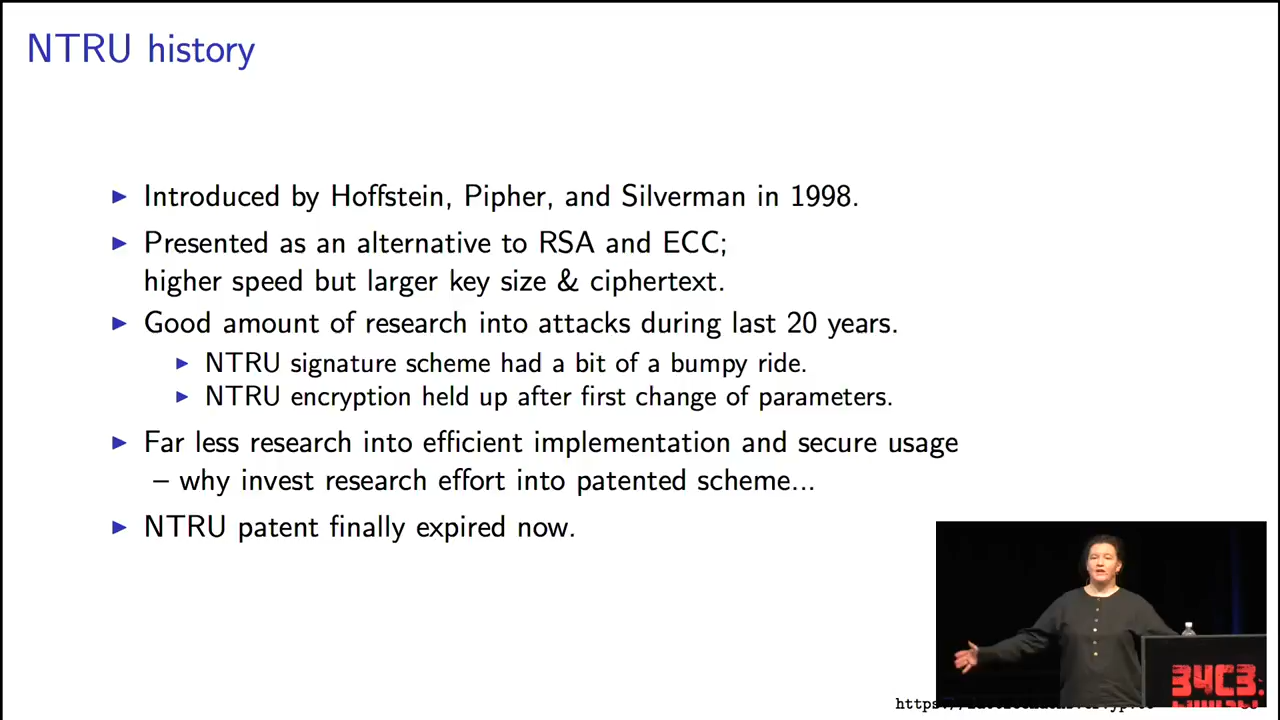 NTRU history
▶ Introduced by Hoffstein, Pipher, and Silverman in 1998.
▶ Presented as an alternative to RSA and ECC;
higher speed but larger key size & ciphertext.
▶ Good amount of research into attacks during last 20 years.
▶ NTRU signature scheme had a bit of a bumpy ride.
▶ NTRU encryption held up after first change of parameters.
▶ Far less research into efficient implementation and secure usage
– why invest research effort into patented scheme...
▶ NTRU patent finally expired now.
34C3